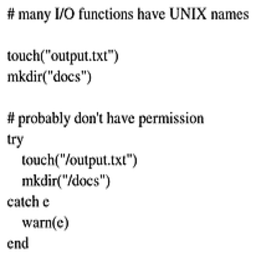 # many I/O functions have UNIX names

touch("output.txt")
mkdir("docs")

# probably don't have permission
try
    touch("/output.txt")
    mkdir("/docs")
catch e
    warn(e)
end